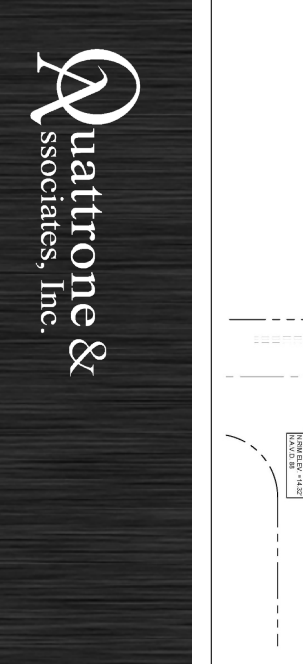 Quattrone &
Associates, Inc.
N RIM ELEV. = 14.32
N.A.V.D. 88